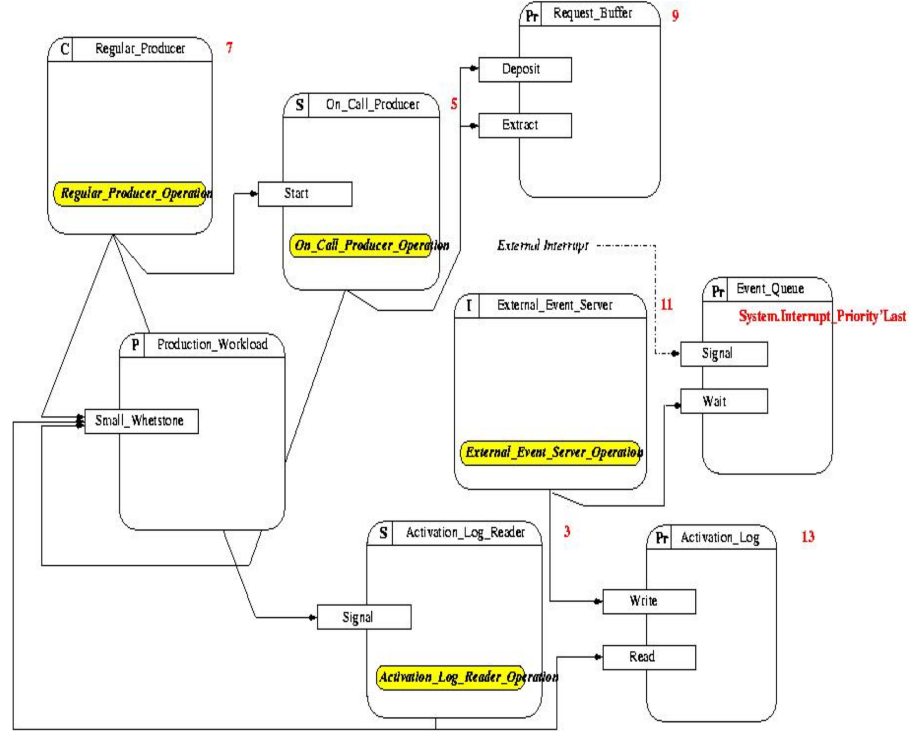 Pr Request_Buffer 9
C Regular_Producer 7
Deposit
S On_Call_Producer 5
Extract
Regular_Producer_Operation
Start
On_Call_Producer_Operation
External Interrupt
Pr Event_Queue
I External_Event_Server 11
System.Interrupt_Priority'Last
P Production_Workload
Signal
Wait
Small_Whetstone
External_Event_Server_Operation
S Activation_Log_Reader 3
Pr Activation_Log 13
Write
Signal
Read
Activation_Log_Reader_Operation